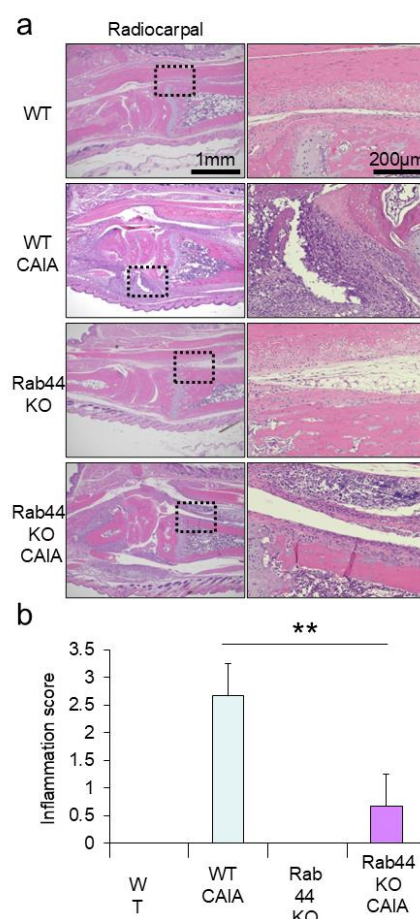 a
Radiocarpal
WT
1mm
200µm
WT
CAIA
Rab44
KO
Rab44
KO
CAIA
b
**
Inflammation score
3.5
3
2.5
2
1.5
1
0.5
0
W
T
WT
CAIA
Rab
44
KO
Rab44
KO
CAIA